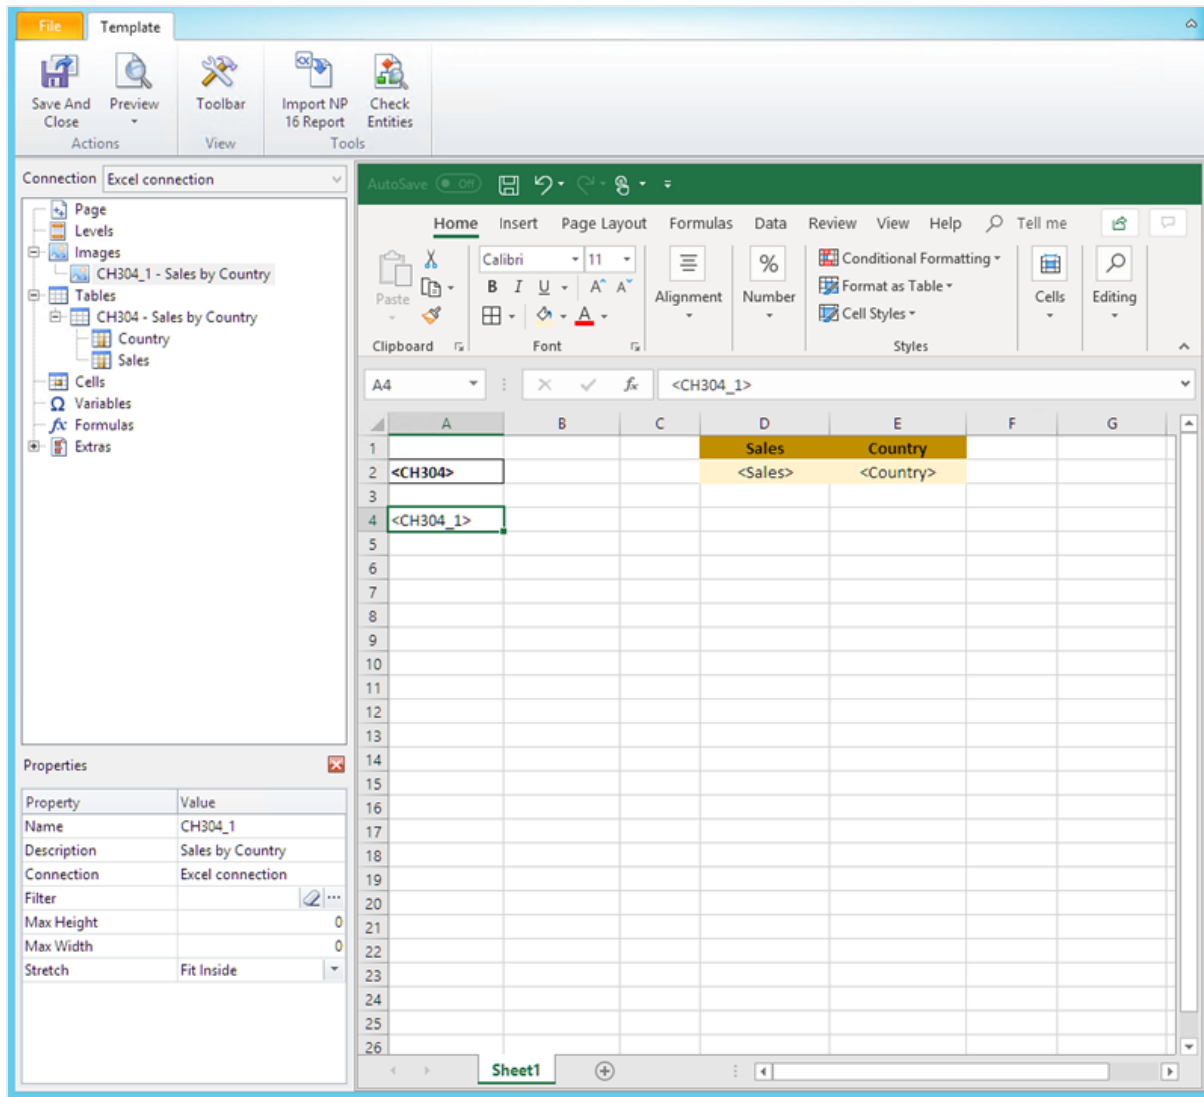 File Template
Save And Close Preview Toolbar Import NP 16 Report Check Entities
Actions View Tools
Connection Excel connection
Page
Levels
Images
CH304_1 - Sales by Country
Tables
CH304 - Sales by Country
Country
Sales
Cells
Ω Variables
fx Formulas
Extras
Properties
Property Value
Name CH304_1
Description Sales by Country
Connection Excel connection
Filter ...
Max Height 0
Max Width 0
Stretch Fit Inside
AutoSave Off
Home Insert Page Layout Formulas Data Review View Help Tell me
Calibri 11
% Conditional Formatting
B I U A A
Paste Alignment Number Format as Table Cells Editing
A Cell Styles
Clipboard Font Styles
A4 fx <CH304_1>
A B C D E F G
1 Sales Country
2 <CH304> <Sales> <Country>
3
4 <CH304_1>
5
6
7
8
9
10
11
12
13
14
15
16
17
18
19
20
21
22
23
24
25
26
Sheet1